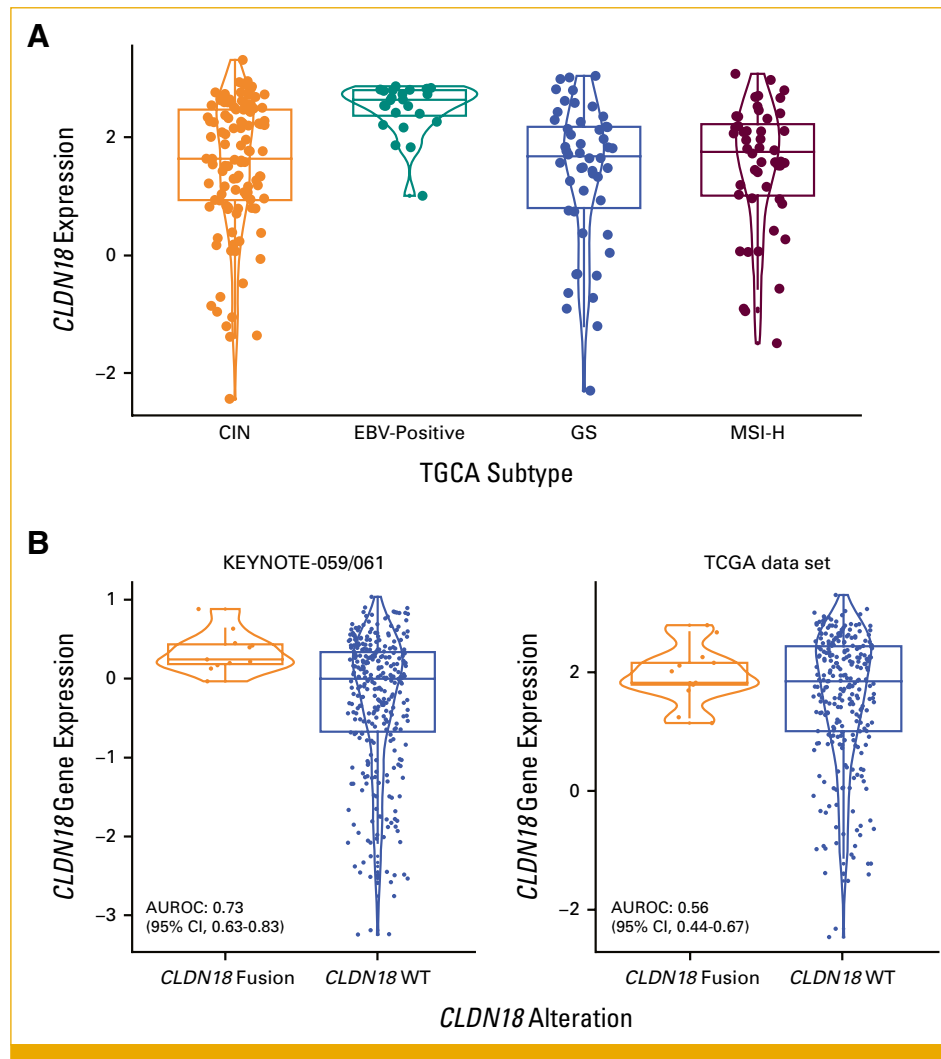 A
CLDN18 Expression
2
0
−2
CIN
EBV-Positive
GS
MSI-H
TGCA Subtype
B
KEYNOTE-059/061
CLDN18 Gene Expression
1
0
−1
−2
−3
AUROC: 0.73
(95% CI, 0.63-0.83)
CLDN18 Fusion
CLDN18 WT
TCGA data set
CLDN18 Gene Expression
2
0
−2
AUROC: 0.56
(95% CI, 0.44-0.67)
CLDN18 Fusion
CLDN18 WT
CLDN18 Alteration